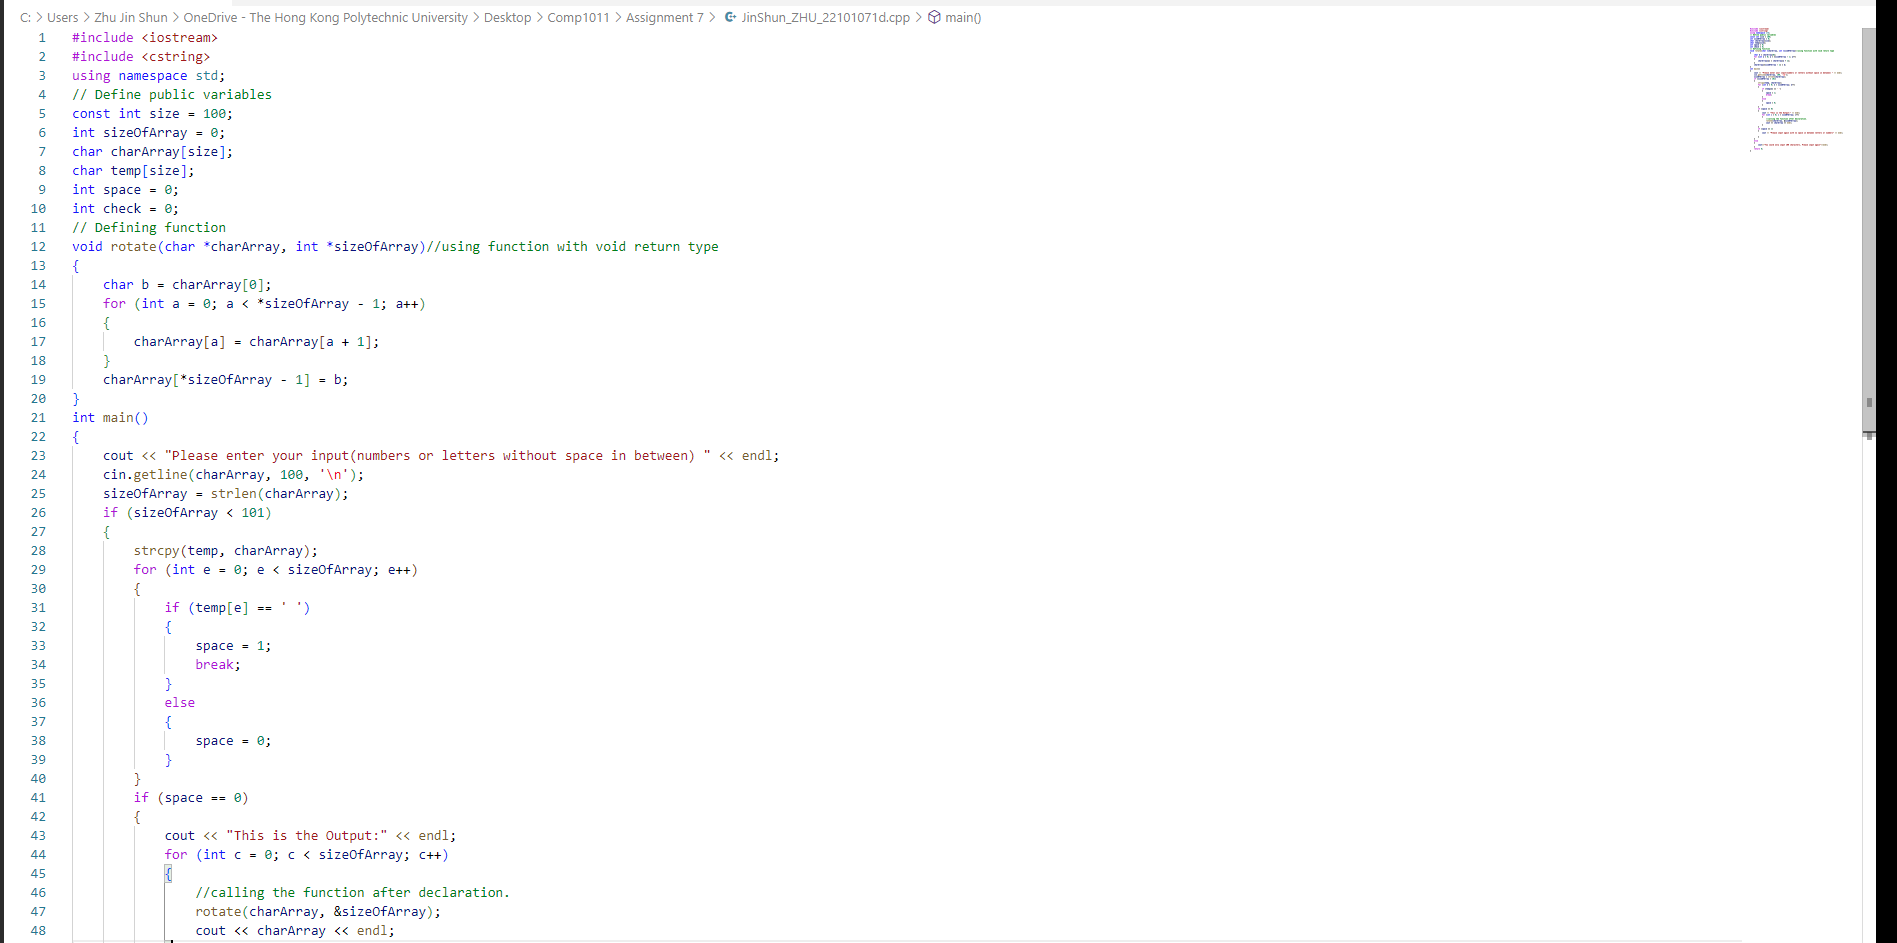 C: > Users > Zhu Jin Shun > OneDrive - The Hong Kong Polytechnic University > Desktop > Comp1011 > Assignment 7 > JinShun_ZHU_22101071d.cpp > main()
1 #include <iostream>
2 #include <cstring>
3 using namespace std;
4 // Define public variables
5 const int size = 100;
6 int sizeOfArray = 0;
7 char charArray[size];
8 char temp[size];
9 int space = 0;
10 int check = 0;
11 // Defining function
12 void rotate(char *charArray, int *sizeOfArray)//using function with void return type
13 {
14 char b = charArray[0];
15 for (int a = 0; a < *sizeOfArray - 1; a++)
16 {
17 charArray[a] = charArray[a + 1];
18 }
19 charArray[*sizeOfArray - 1] = b;
20 }
21 int main()
22 {
23 cout << "Please enter your input(numbers or letters without space in between) " << endl;
24 cin.getline(charArray, 100, '\n');
25 sizeOfArray = strlen(charArray);
26 if (sizeOfArray < 101)
27 {
28 strcpy(temp, charArray);
29 for (int e = 0; e < sizeOfArray; e++)
30 {
31 if (temp[e] == ' ')
32 {
33 space = 1;
34 break;
35 }
36 else
37 {
38 space = 0;
39 }
40 }
41 if (space == 0)
42 {
43 cout << "This is the Output:" << endl;
44 for (int c = 0; c < sizeOfArray; c++)
45 {
46 //calling the function after declaration.
47 rotate(charArray, &sizeOfArray);
48 cout << charArray << endl;